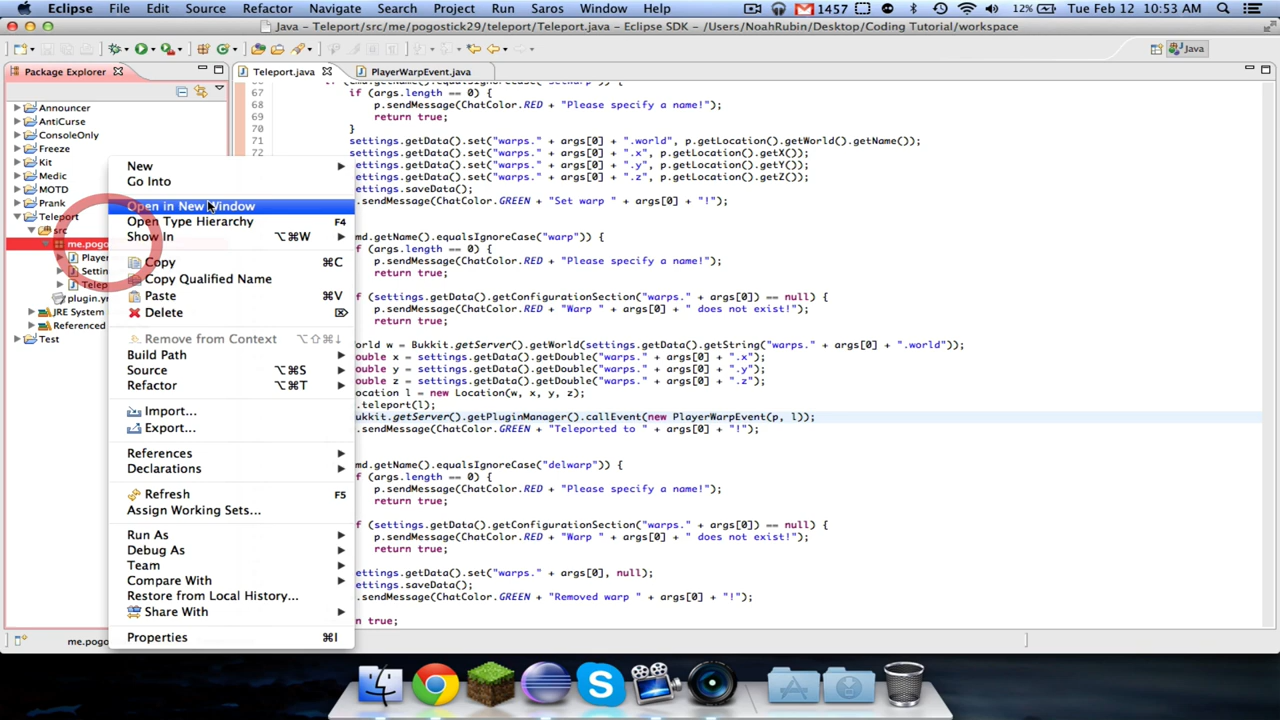 Eclipse File Edit Source Refactor Navigate Search Project Run Saros Window Help 1457 12% Tue Feb 12 10:53 AM
Java – Teleport/src/me/pogostick29/Teleport.java – Eclipse SDK – /Users/NoahRubin/Desktop/Coding Tutorial/workspace
Java
Package Explorer
Teleport.java
PlayerWarpEvent.java
Announcer
AntiCurse
ConsoleOnly
Freeze
Kit
Medic
MOTD
Prank
Teleport
src
me.pogo
Player
Settin
Telep
plugin.ym
JRE System
Referenced
Test
New
Go Into
Open in New Window
Open Type Hierarchy F4
Show In ⌥⌘W
Copy ⌘C
Copy Qualified Name
Paste ⌘V
Delete ⌦
Remove from Context ⌥⇧⌘↓
Build Path
Source ⌥⌘S
Refactor ⌥⌘T
Import...
Export...
References
Declarations
Refresh F5
Assign Working Sets...
Run As
Debug As
Team
Compare With
Restore from Local History...
Share With
Properties ⌘I
67 if (args.length == 0) {
68 p.sendMessage(ChatColor.RED + "Please specify a name!");
69 return true;
70 }
71 settings.getData().set("warps." + args[0] + ".world", p.getLocation().getWorld().getName());
72 settings.getData().set("warps." + args[0] + ".x", p.getLocation().getX());
settings.getData().set("warps." + args[0] + ".y", p.getLocation().getY());
settings.getData().set("warps." + args[0] + ".z", p.getLocation().getZ());
settings.saveData();
.sendMessage(ChatColor.GREEN + "Set warp " + args[0] + "!");
md.getName().equalsIgnoreCase("warp")) {
f (args.length == 0) {
p.sendMessage(ChatColor.RED + "Please specify a name!");
return true;
f (settings.getData().getConfigurationSection("warps." + args[0]) == null) {
p.sendMessage(ChatColor.RED + "Warp " + args[0] + " does not exist!");
return true;
orld w = Bukkit.getServer().getWorld(settings.getData().getString("warps." + args[0] + ".world"));
ouble x = settings.getData().getDouble("warps." + args[0] + ".x");
ouble y = settings.getData().getDouble("warps." + args[0] + ".y");
ouble z = settings.getData().getDouble("warps." + args[0] + ".z");
ocation l = new Location(w, x, y, z);
.teleport(l);
ukkit.getServer().getPluginManager().callEvent(new PlayerWarpEvent(p, l));
.sendMessage(ChatColor.GREEN + "Teleported to " + args[0] + "!");
md.getName().equalsIgnoreCase("delwarp")) {
f (args.length == 0) {
p.sendMessage(ChatColor.RED + "Please specify a name!");
return true;
f (settings.getData().getConfigurationSection("warps." + args[0]) == null) {
p.sendMessage(ChatColor.RED + "Warp " + args[0] + " does not exist!");
return true;
ettings.getData().set("warps." + args[0], null);
ettings.saveData();
.sendMessage(ChatColor.GREEN + "Removed warp " + args[0] + "!");
rn true;
me.pogo